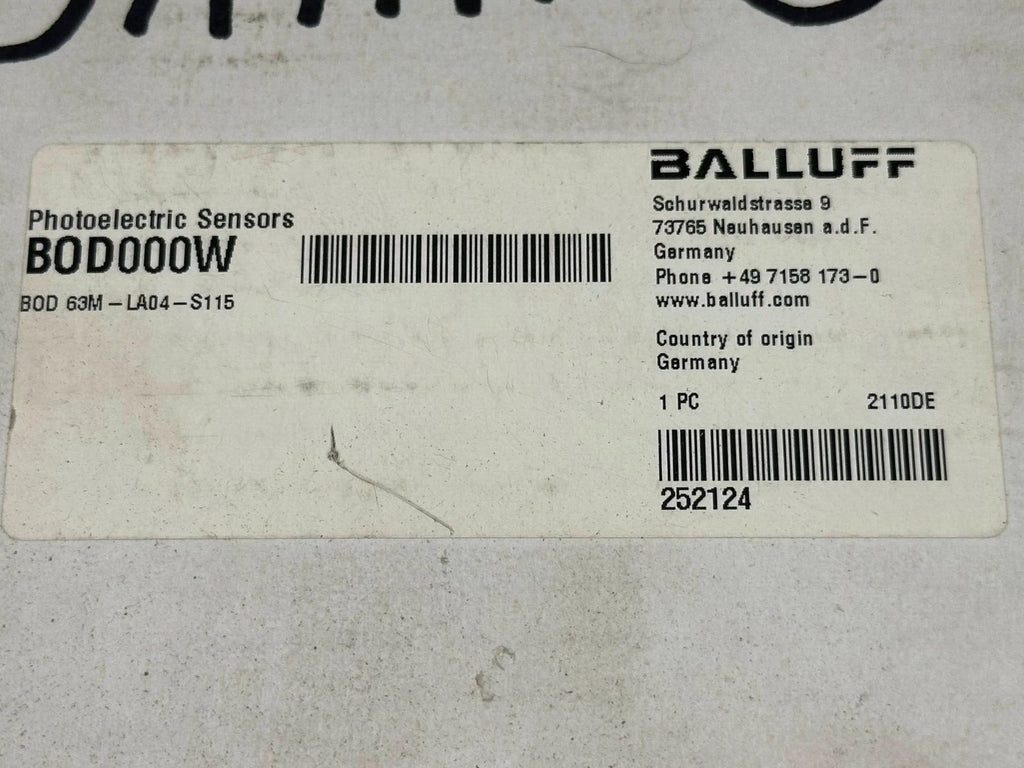 Photoelectric Sensors
BOD000W
BOD 63M-LA04-S115
BALLUFF
Schurwaldstrasse 9
73765 Neuhausen a.d.F.
Germany
Phone +49 7158 173-0
www.balluff.com
Country of origin
Germany
1 PC 2110DE
252124